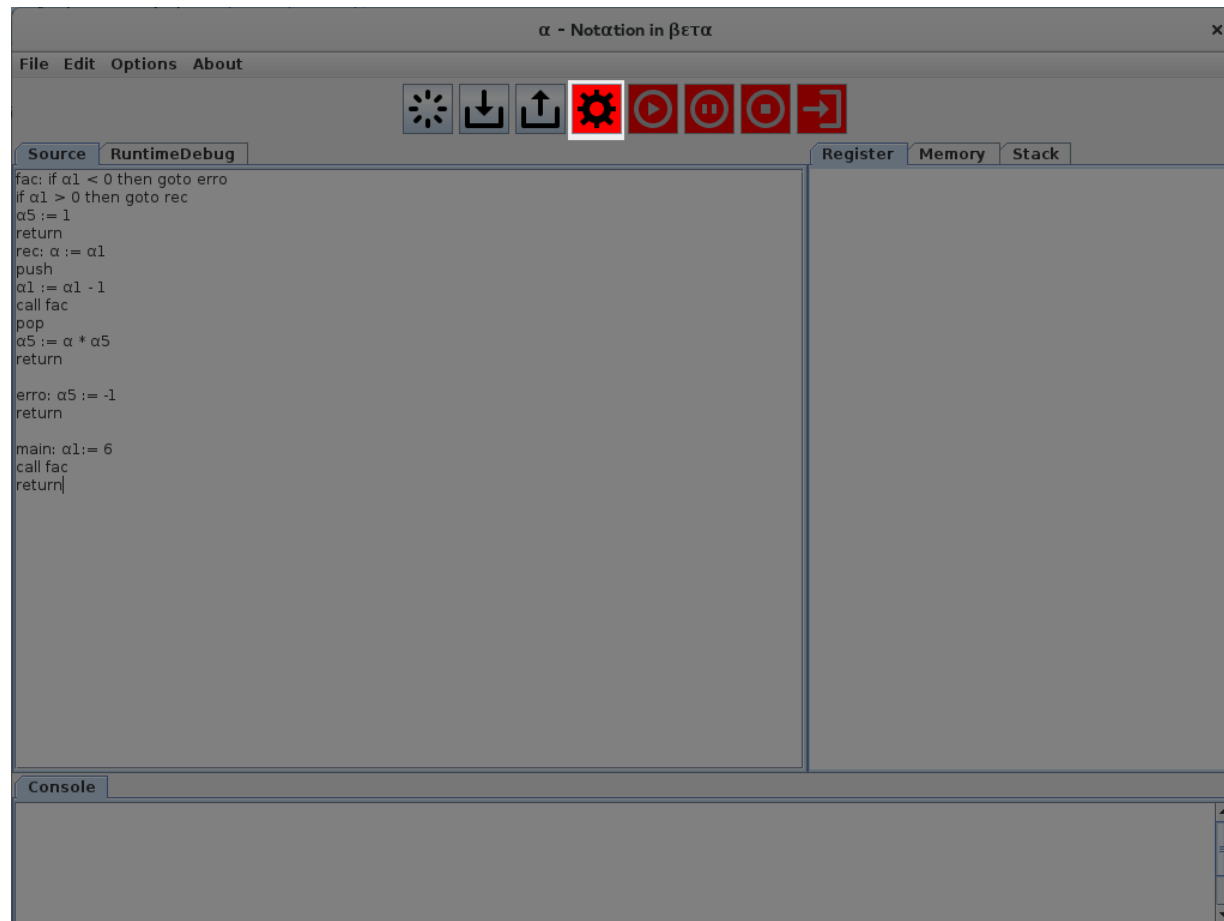 α - Notαtion in βετα
×
File Edit Options About
Source RuntimeDebug
Register Memory Stack
fac: if α1 < 0 then goto erro
if α1 > 0 then goto rec
α5 := 1
return
rec: α := α1
push
α1 := α1 - 1
call fac
pop
α5 := α * α5
return
erro: α5 := -1
return
main: α1:= 6
call fac
return
Console